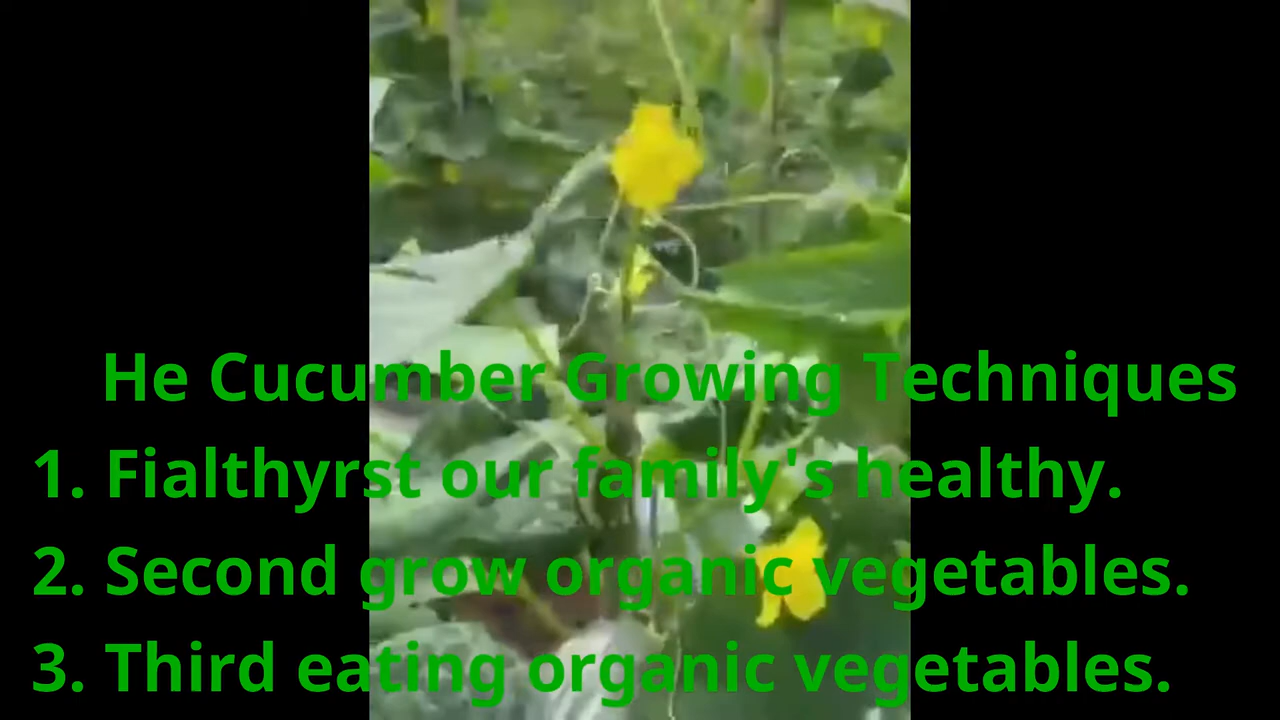 He Cucumber Growing Techniques
1. Fialthyrst our family's healthy.
2. Second grow organic vegetables.
3. Third eating organic vegetables.